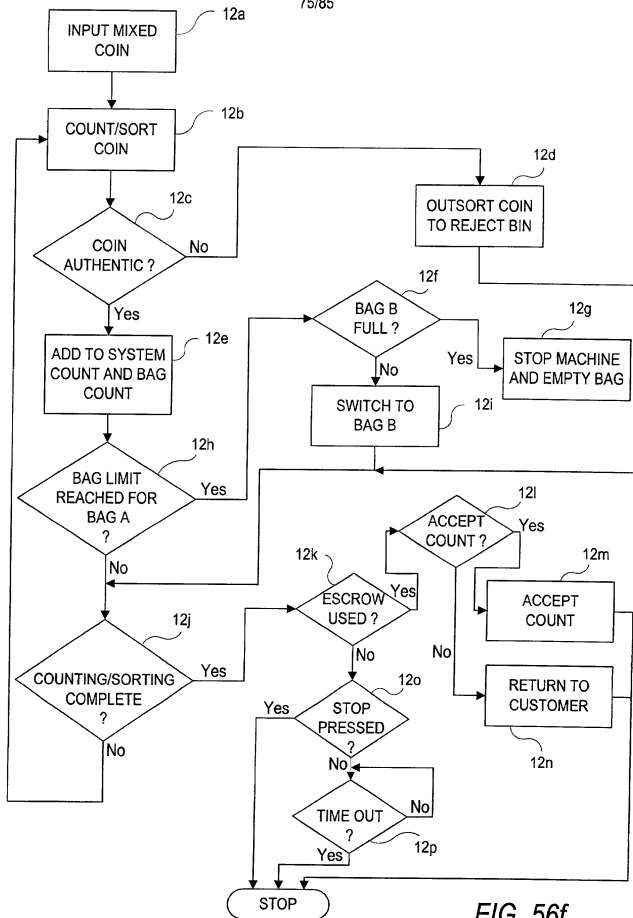 75/85
12a
INPUT MIXED
COIN
12b
COUNT/SORT
COIN
12c
COIN
AUTHENTIC ?
No
Yes
12d
OUTSORT COIN
TO REJECT BIN
12e
ADD TO SYSTEM
COUNT AND BAG
COUNT
12f
BAG B
FULL ?
Yes
No
12g
STOP MACHINE
AND EMPTY BAG
12i
SWITCH TO
BAG B
12h
BAG LIMIT
REACHED FOR
BAG A
?
Yes
No
12j
COUNTING/SORTING
COMPLETE
?
Yes
No
12k
ESCROW
USED ?
Yes
No
12l
ACCEPT
COUNT ?
Yes
No
12m
ACCEPT
COUNT
RETURN TO
CUSTOMER
12n
12o
STOP
PRESSED
?
Yes
No
TIME OUT
?
No
12p
Yes
STOP
FIG. 56f